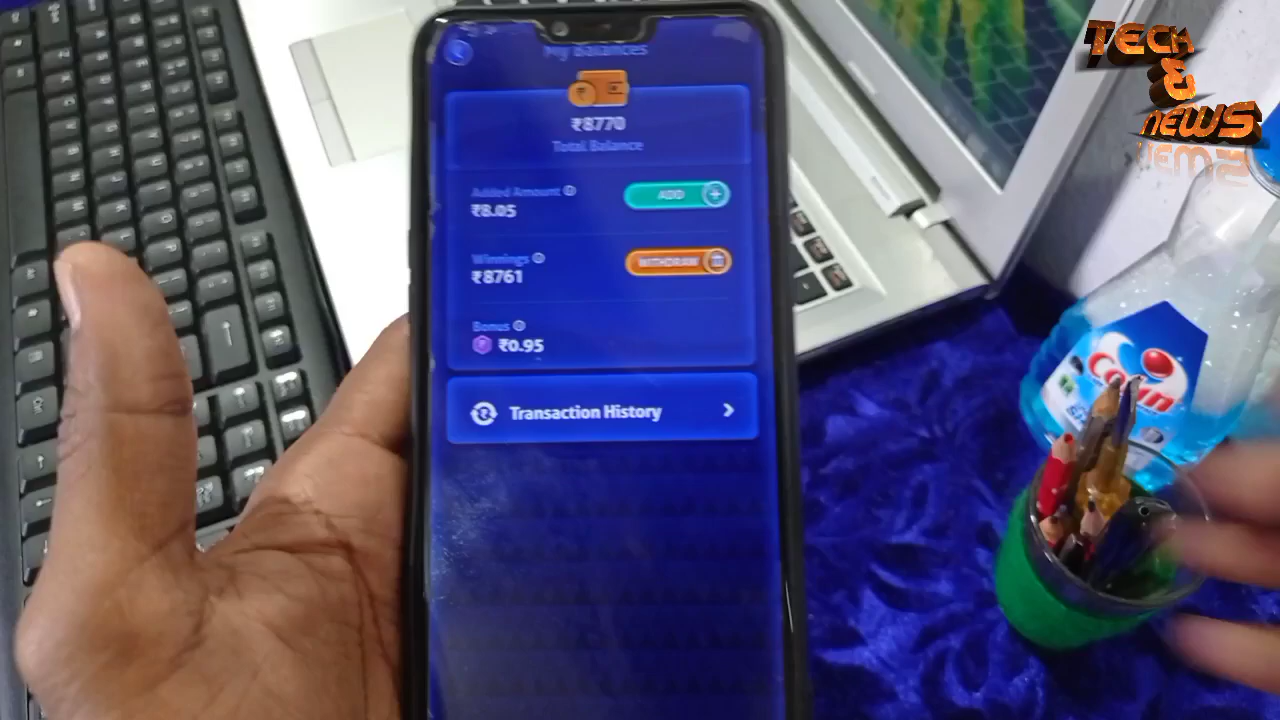 My Balances
₹8770
Total Balance
Added Amount
₹8.05
ADD
Winnings
₹8761
WITHDRAW
Bonus
₹0.95
Transaction History
TECH
&
NEWS
Colin